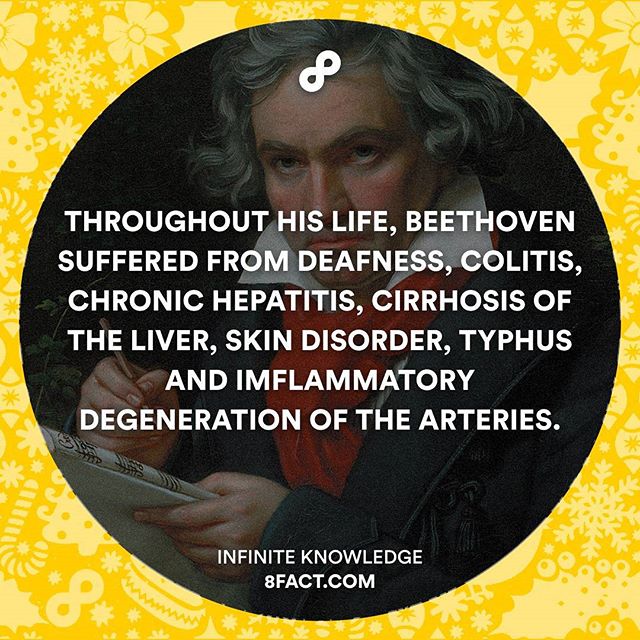 THROUGHOUT HIS LIFE, BEETHOVEN
SUFFERED FROM DEAFNESS, COLITIS,
CHRONIC HEPATITIS, CIRRHOSIS OF
THE LIVER, SKIN DISORDER, TYPHUS
AND IMFLAMMATORY
DEGENERATION OF THE ARTERIES.
INFINITE KNOWLEDGE
8FACT.COM